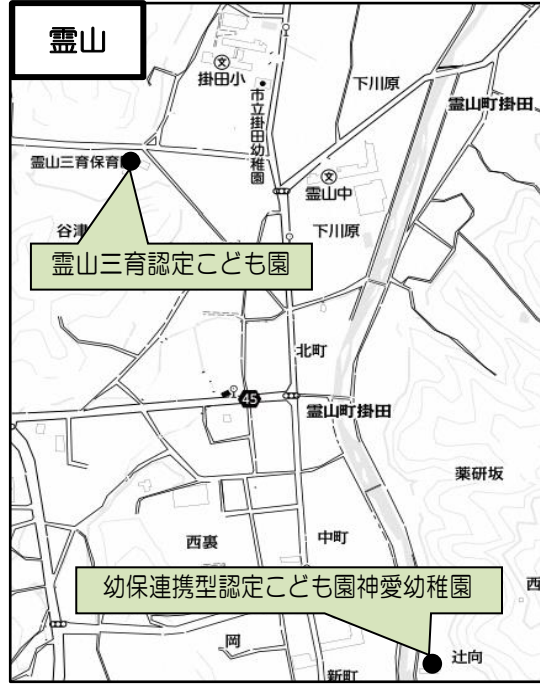 霊山
掛田小
市立掛田幼稚園
下川原
霊山町掛田
霊山三育保育
霊山中
谷津
下川原
霊山三育認定こども園
北町
45
霊山町掛田
薬研坂
西裏
中町
幼保連携型認定こども園神愛幼稚園
西
岡
辻向
新町